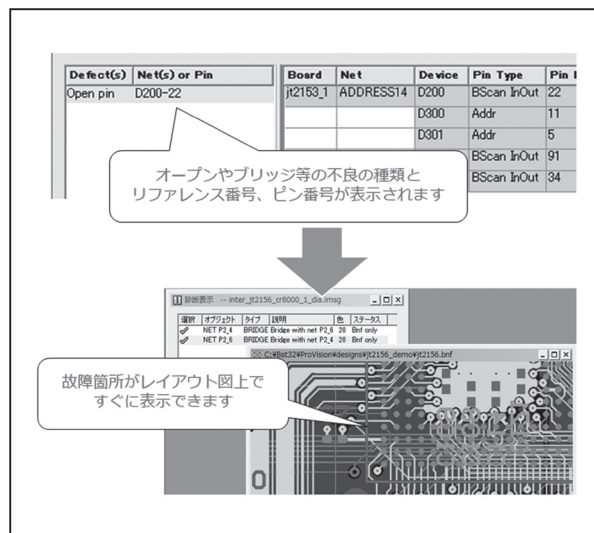 Defect(s) Net(s) or Pin
Open pin D200-22
Board Net Device Pin Type Pin
jt2153_1 ADDRESS14 D200 BScan InOut 22
D300 Addr 11
D301 Addr 5
BScan InOut 91
BScan InOut 34
オープンやブリッジ等の不良の種類と
リファレンス番号、ピン番号が表示されます
診断表示 -- inter_jt2156_cr8000_1_dia.imsg
選択 オブジェクト タイプ 説明 色 ステータス
NET P2_4 BRIDGE Bridge with net P2_6 20 Bnf only
NET P2_6 BRIDGE Bridge with net P2_4 20 Bnf only
C:¥Bst32¥ProVision¥designs¥jt2156_demo¥jt2156.bnf
故障箇所がレイアウト図上で
すぐに表示できます